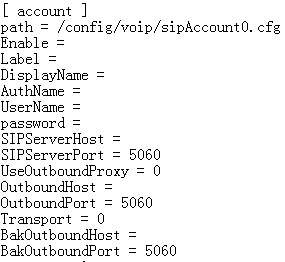 [ account ]
path = /config/voip/sipAccount0.cfg
Enable =
Label =
DisplayName =
AuthName =
UserName =
password =
SIPServerHost =
SIPServerPort = 5060
UseOutboundProxy = 0
OutboundHost =
OutboundPort = 5060
Transport = 0
BakOutboundHost =
BakOutboundPort = 5060